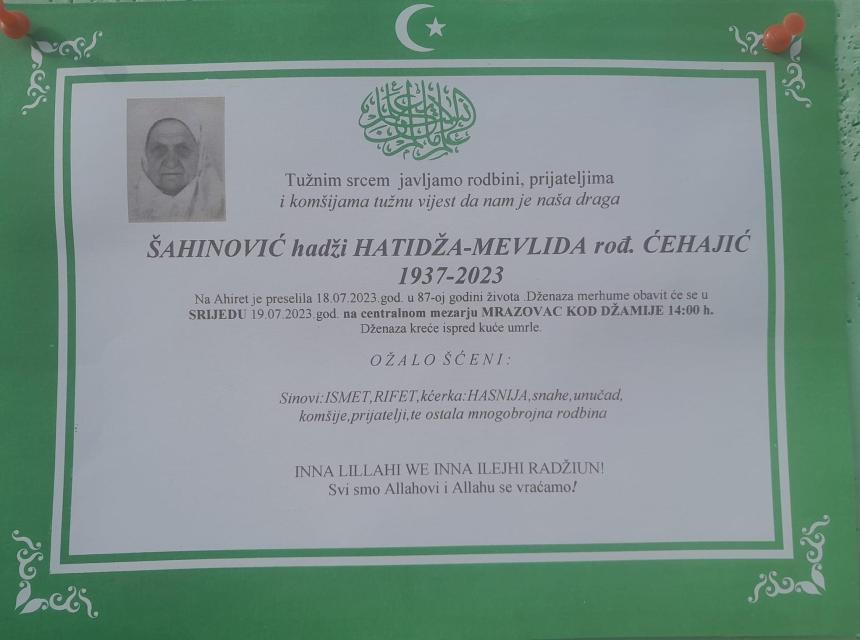 Tužnim srcem javljamo rodbini, prijateljima
i komšijama tužnu vijest da nam je naša draga
ŠAHINOVIĆ hadži HATIDŽA-MEVLIDA rođ. ĆEHAJIĆ
1937-2023
Na Ahiret je preselila 18.07.2023.god. u 87-oj godini života .Dženaza merhume obavit će se u
SRIJEDU 19.07.2023.god. na centralnom mezarju MRAZOVAC KOD DŽAMIJE 14:00 h.
Dženaza kreće ispred kuće umrle.
OŽALO ŠĆENI:
Sinovi:ISMET,RIFET,kćerka:HASNIJA,snahe,unučad,
komšije,prijatelji,te ostala mnogobrojna rodbina
INNA LILLAHI WE INNA ILEJHI RADŽIUN!
Svi smo Allahovi i Allahu se vraćamo!